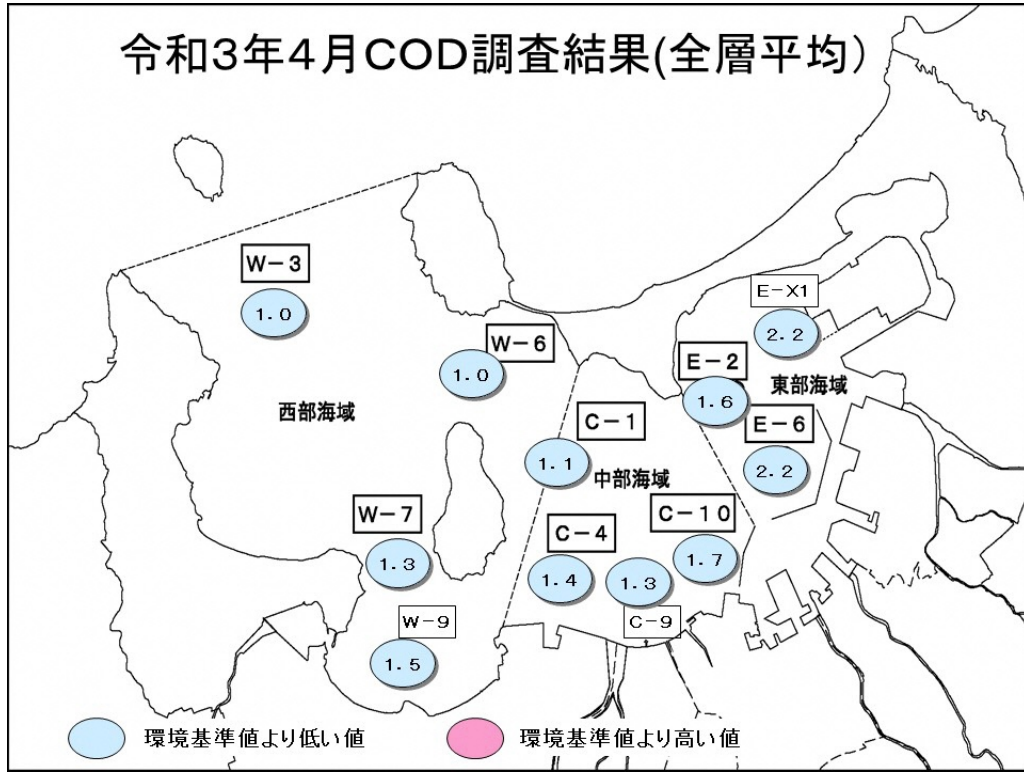 令和3年4月COD調査結果(全層平均)
W-3
1.0
E-X1
2.2
W-6
1.0
E-2
1.6
東部海域
西部海域
C-1
1.1
E-6
2.2
中部海域
W-7
1.3
C-4
1.4
C-10
1.7
1.3
C-9
W-9
1.5
環境基準値より低い値
環境基準値より高い値